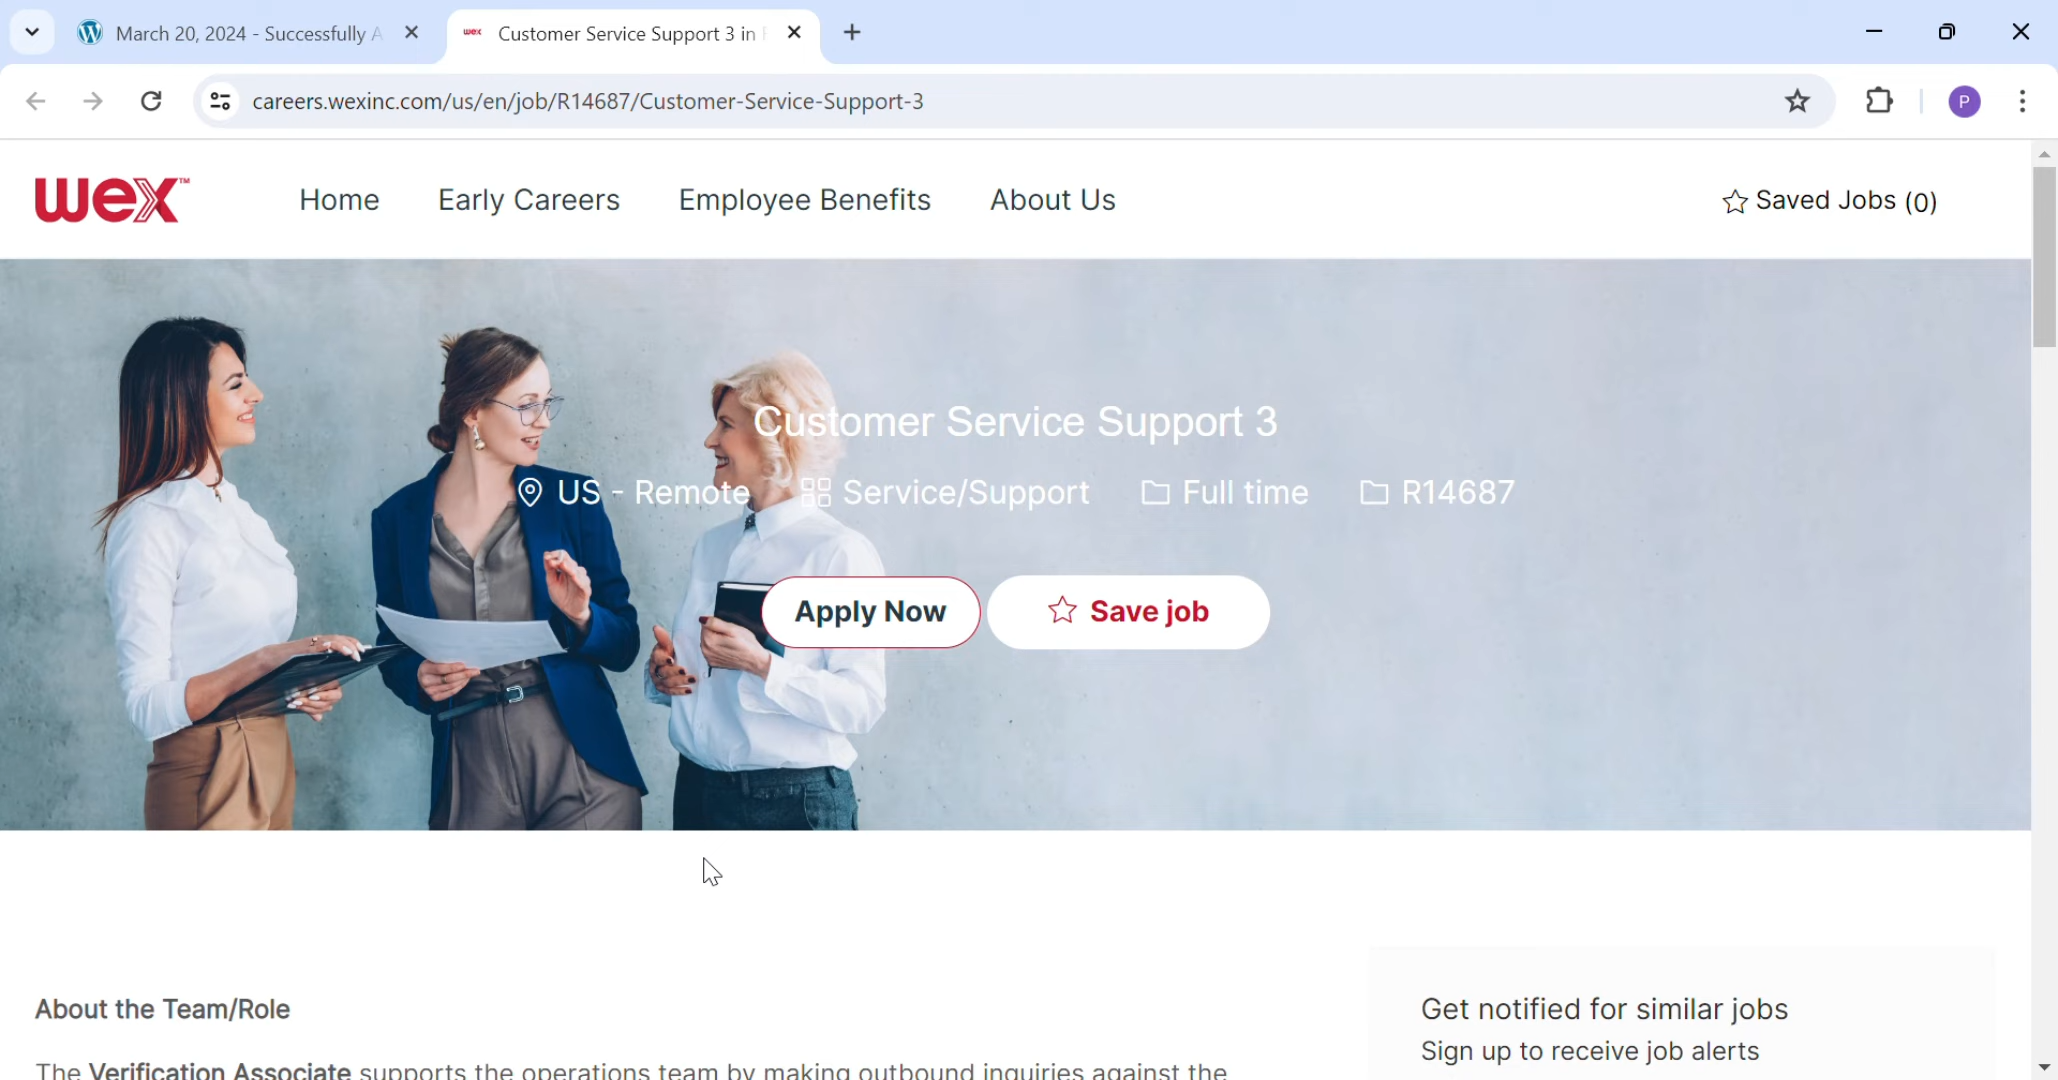 March 20, 2024 - Successfully A
wex Customer Service Support 3 in
careers.wexinc.com/us/en/job/R14687/Customer-Service-Support-3
P
wex™ Home Early Careers Employee Benefits About Us Saved Jobs (0)
Customer Service Support 3
US - Remote Service/Support Full time R14687
Apply Now Save job
About the Team/Role
The Verification Associate supports the operations team by making outbound inquiries against the
Get notified for similar jobs
Sign up to receive job alerts